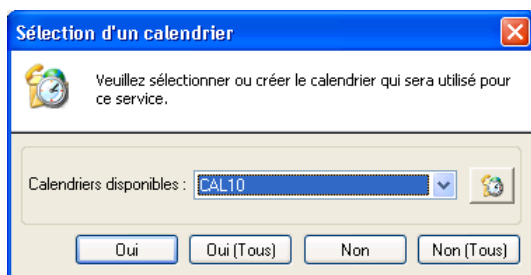 Sélection d'un calendrier
Veuillez sélectionner ou créer le calendrier qui sera utilisé pour
ce service.
Calendriers disponibles : CAL10
Oui Oui (Tous) Non Non (Tous)